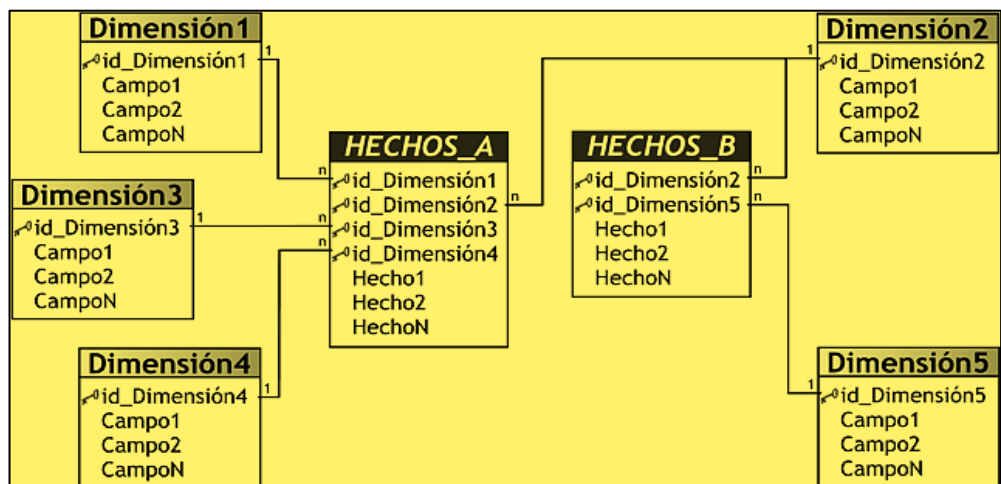 Dimensión1
1
id_Dimensión1
Campo1
Campo2
CampoN
Dimensión2
1
id_Dimensión2
Campo1
Campo2
CampoN
HECHOS_A
n
id_Dimensión1
id_Dimensión2
n
n
id_Dimensión3
n
id_Dimensión4
Hecho1
Hecho2
HechoN
HECHOS_B
id_Dimensión2
n
id_Dimensión5
n
Hecho1
Hecho2
HechoN
Dimensión3
1
id_Dimensión3
Campo1
Campo2
CampoN
Dimensión4
1
id_Dimensión4
Campo1
Campo2
CampoN
Dimensión5
1
id_Dimensión5
Campo1
Campo2
CampoN